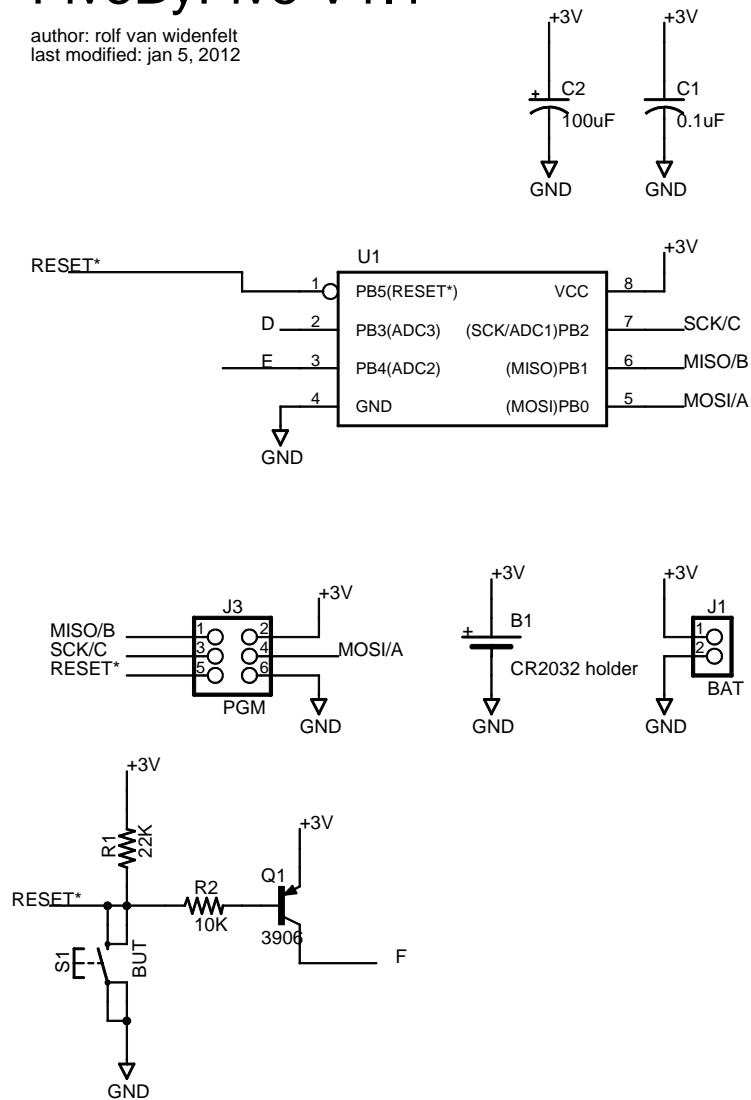 author: rolf van widenfelt
last modified: jan 5, 2012
+3V
+3V
C2
C1
+
100uF
0.1uF
GND
GND
U1
+3V
RESET*
1
PB5(RESET*)
VCC
8
D
2
PB3(ADC3)
(SCK/ADC1)PB2
7
SCK/C
E
3
PB4(ADC2)
(MISO)PB1
6
MISO/B
4
GND
(MOSI)PB0
5
MOSI/A
GND
J3
+3V
MISO/B
1
2
SCK/C
3
4
MOSI/A
RESET*
5
6
PGM
GND
+3V
+
B1
CR2032 holder
GND
+3V
J1
1
2
BAT
GND
+3V
R1
22K
+3V
RESET*
R2
10K
Q1
3906
F
S1
BUT
GND